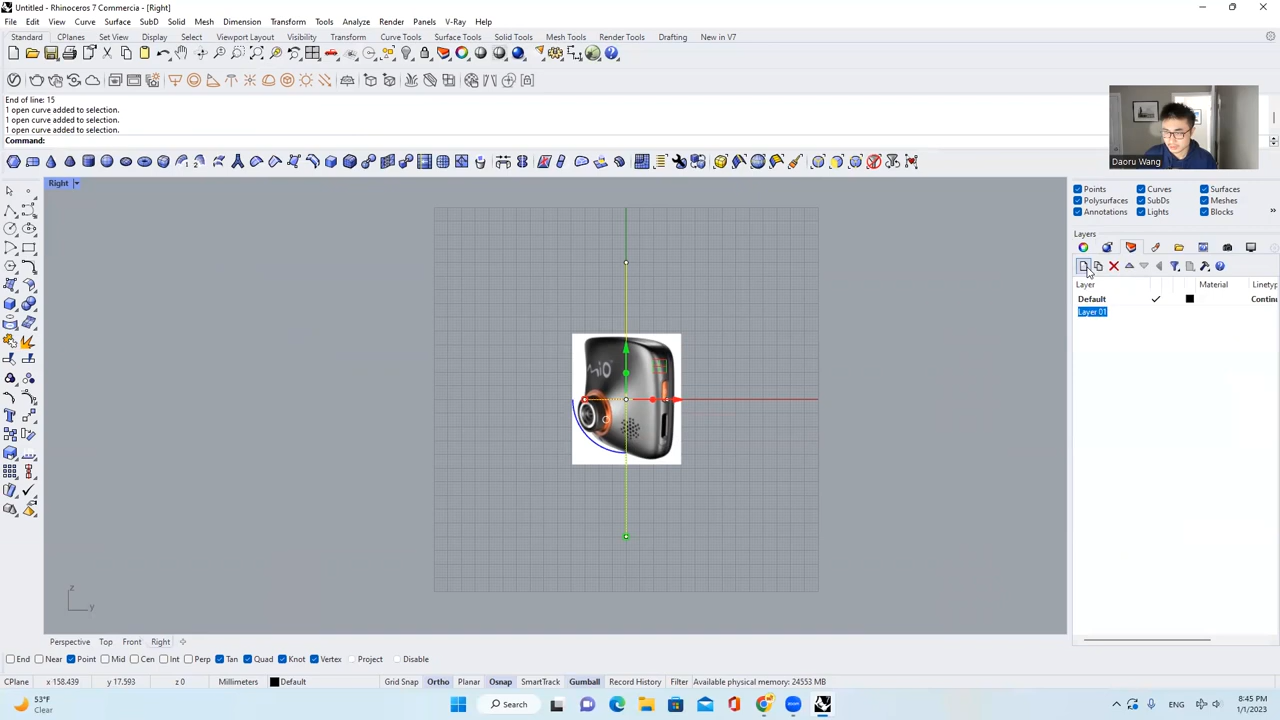 Untitled - Rhinoceros 7 Commercia - [Right]
File Edit View Curve Surface SubD Solid Mesh Dimension Transform Tools Analyze Render Panels V-Ray Help
Standard CPlanes Set View Display Select Viewport Layout Visibility Transform Curve Tools Surface Tools Solid Tools Mesh Tools Render Tools Drafting New in V7
End of line: 15
1 open curve added to selection.
1 open curve added to selection.
1 open curve added to selection.
Command:
Daoru Wang
Right
Points Curves Surfaces
Polysurfaces SubDs Meshes
Annotations Lights Blocks
Layers
Layer Material Linetyp
Default Contin
Layer 01
MiO
z
y
Perspective Top Front Right
End Near Point Mid Cen Int Perp Tan Quad Knot Vertex Project Disable
CPlane x 158.439 y 17.593 z 0 Millimeters Default Grid Snap Ortho Planar Osnap SmartTrack Gumball Record History Filter Available physical memory: 24553 MB
53°F
Clear
Search
ENG
8:45 PM
1/1/2023